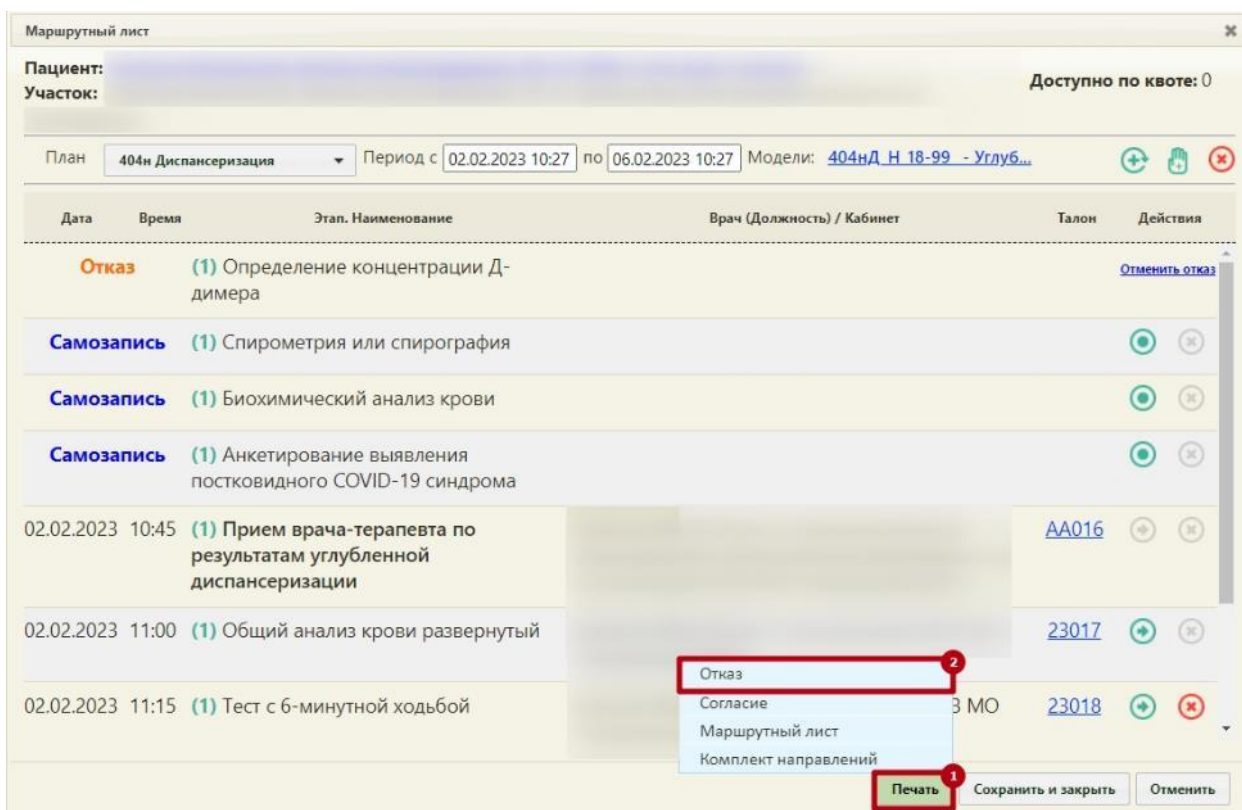 Маршрутный лист
Пациент:
Участок:
Доступно по квоте: 0
План 404н Диспансеризация Период с 02.02.2023 10:27 по 06.02.2023 10:27 Модели: 404нД_Н_18-99_ - Углуб...
Дата Время Этап. Наименование Врач (Должность) / Кабинет Талон Действия
Отказ (1) Определение концентрации Д- Отменить отказ
димера
Самозапись (1) Спирометрия или спирография
Самозапись (1) Биохимический анализ крови
Самозапись (1) Анкетирование выявления
постковидного COVID-19 синдрома
02.02.2023 10:45 (1) Прием врача-терапевта по AA016
результатам углубленной
диспансеризации
02.02.2023 11:00 (1) Общий анализ крови развернутый 23017
2
Отказ
02.02.2023 11:15 (1) Тест с 6-минутной ходьбой Согласие З МО 23018
Маршрутный лист
Комплект направлений
1
Печать Сохранить и закрыть Отменить